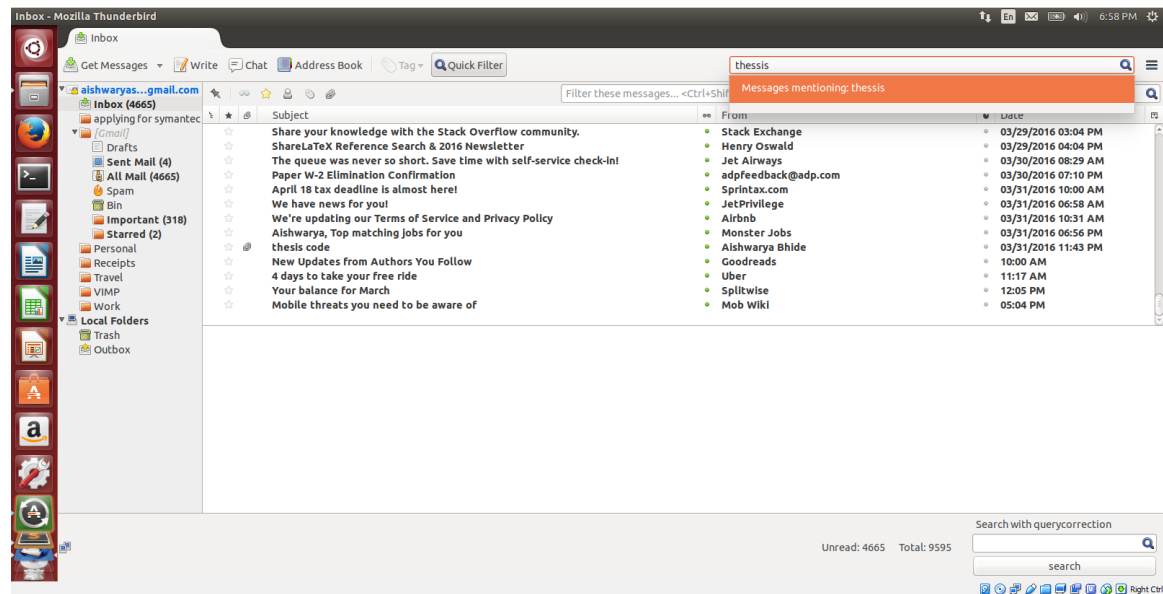 Inbox - Mozilla Thunderbird
En 6:58 PM
Inbox
Get Messages Write Chat Address Book Tag Quick Filter thessis
Messages mentioning: thessis
aishwaryas...gmail.com
Filter these messages... <Ctrl+Shif
Inbox (4665)
applying for symantec
[Gmail]
Drafts
Sent Mail (4)
All Mail (4665)
Spam
Bin
Important (318)
Starred (2)
Personal
Receipts
Travel
VIMP
Work
Local Folders
Trash
Outbox
Subject From Date
Share your knowledge with the Stack Overflow community. Stack Exchange 03/29/2016 03:04 PM
ShareLaTeX Reference Search & 2016 Newsletter Henry Oswald 03/29/2016 04:04 PM
The queue was never so short. Save time with self-service check-in! Jet Airways 03/30/2016 08:29 AM
Paper W-2 Elimination Confirmation adpfeedback@adp.com 03/30/2016 07:10 PM
April 18 tax deadline is almost here! Sprintax.com 03/31/2016 10:00 AM
We have news for you! JetPrivilege 03/31/2016 06:58 AM
We're updating our Terms of Service and Privacy Policy Airbnb 03/31/2016 10:31 AM
Aishwarya, Top matching jobs for you Monster Jobs 03/31/2016 06:56 PM
thesis code Aishwarya Bhide 03/31/2016 11:43 PM
New Updates from Authors You Follow Goodreads 10:00 AM
4 days to take your free ride Uber 11:17 AM
Your balance for March Splitwise 12:05 PM
Mobile threats you need to be aware of Mob Wiki 05:04 PM
Search with querycorrection
Unread: 4665 Total: 9595
search
Right Ctrl